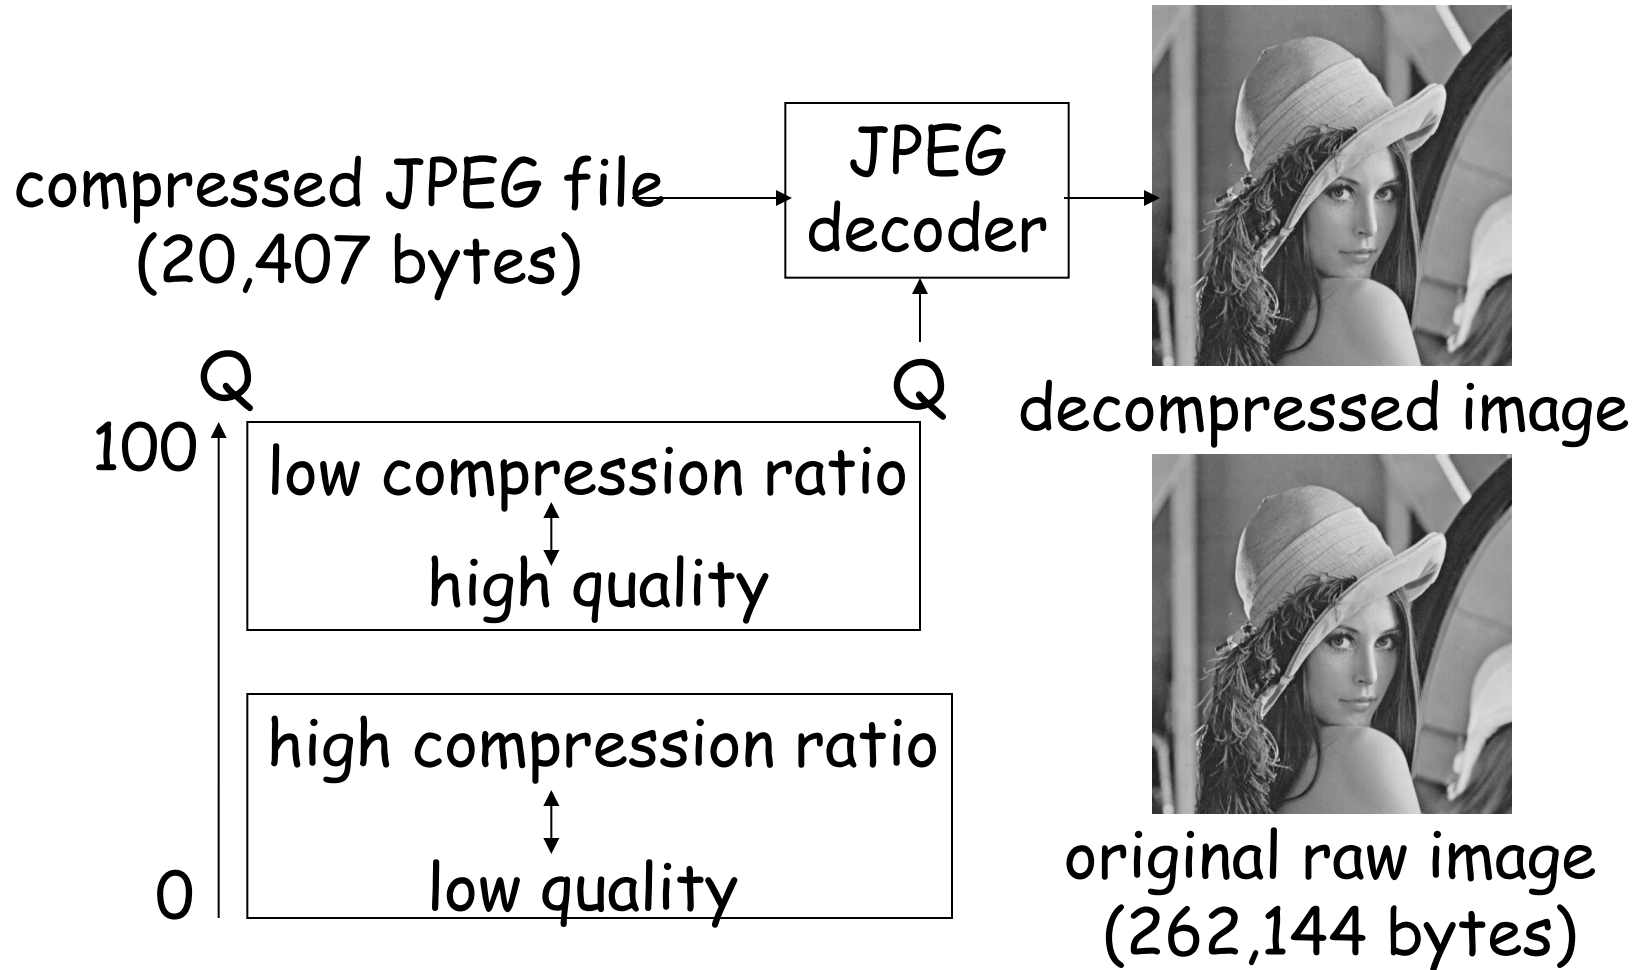 JPEG
decoder
compressed JPEG file
(20,407 bytes)
Q
Q
decompressed image
100
low compression ratio
high quality
high compression ratio
low quality
0
original raw image
(262,144 bytes)